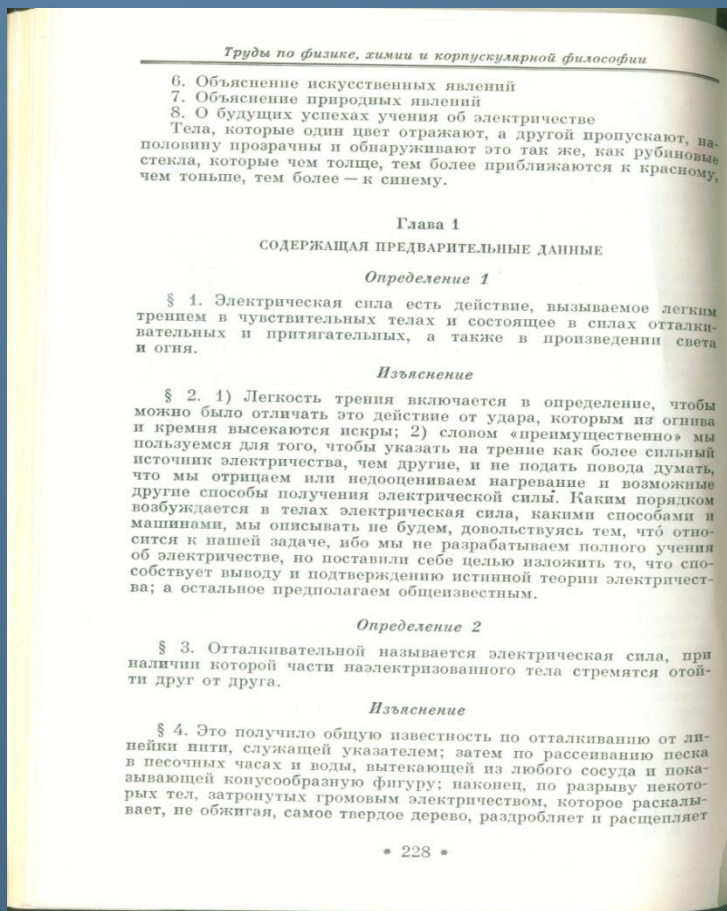 Труды по физике, химии и корпускулярной философии
6. Объяснение искусственных явлений
7. Объяснение природных явлений
8. О будущих успехах учения об электричестве
Тела, которые один цвет отражают, а другой пропускают, на-
половину прозрачны и обнаруживают это так же, как рубиновые
стекла, которые чем толще, тем более приближаются к красному,
чем тоньше, тем более — к синему.
Глава 1
СОДЕРЖАЩАЯ ПРЕДВАРИТЕЛЬНЫЕ ДАННЫЕ
Определение 1
§ 1. Электрическая сила есть действие, вызываемое легким
трением в чувствительных телах и состоящее в силах отталки-
вательных и притягательных, а также в произведении света
и огня.
Изъяснение
§ 2. 1) Легкость трения включается в определение, чтобы
можно было отличать это действие от удара, которым из огнива
и кремня высекаются искры; 2) словом «преимущественно» мы
пользуемся для того, чтобы указать на трение как более сильный
источник электричества, чем другие, и не подать повода думать,
что мы отрицаем или недооцениваем нагревание и возможные
другие способы получения электрической силы. Каким порядком
возбуждается в телах электрическая сила, какими способами и
машинами, мы описывать не будем, довольствуясь тем, что́ отно-
сится к нашей задаче, ибо мы не разрабатываем полного учения
об электричестве, но поставили себе целью изложить то, что спо-
собствует выводу и подтверждению истинной теории электричест-
ва; а остальное предполагаем общеизвестным.
Определение 2
§ 3. Отталкивательной называется электрическая сила, при
наличии которой части наэлектризованного тела стремятся отой-
ти друг от друга.
Изъяснение
§ 4. Это получило общую известность по отталкиванию от ли-
нейки нити, служащей указателем; затем по рассеиванию песка
в песочных часах и воды, вытекающей из любого сосуда и пока-
зывающей конусообразную фигуру; наконец, по разрыву некото-
рых тел, затронутых громовым электричеством, которое раскалы-
вает, не обжигая, самое твердое дерево, раздробляет и расщепляет
* 228 *